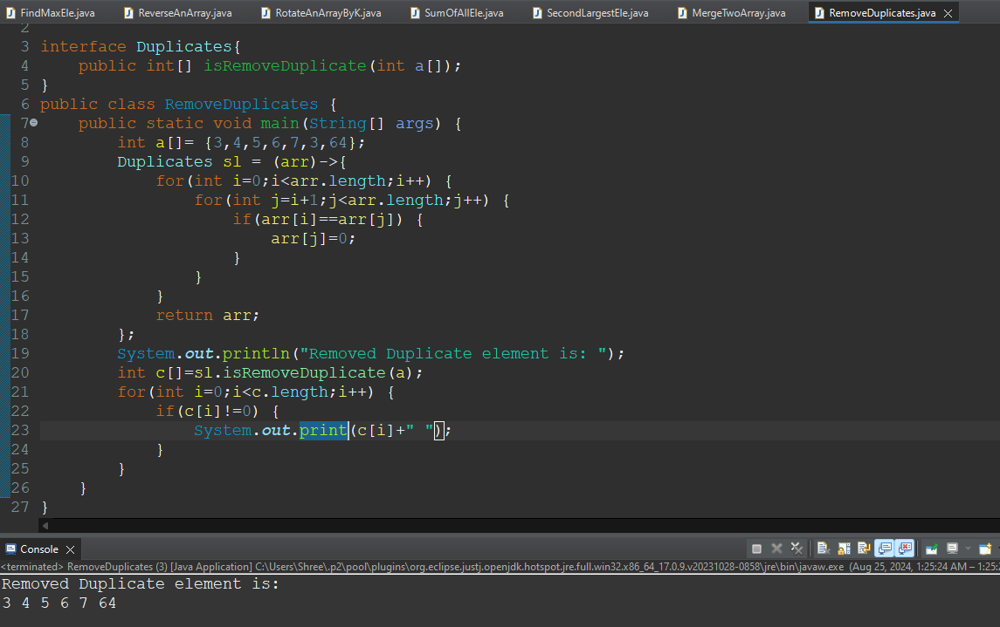 FindMaxEle.java ReverseAnArray.java RotateAnArrayByK.java SumOfAllEle.java SecondLargestEle.java MergeTwoArray.java RemoveDuplicates.java
2
3 interface Duplicates{
4     public int[] isRemoveDuplicate(int a[]);
5 }
6 public class RemoveDuplicates {
7     public static void main(String[] args) {
8         int a[]= {3,4,5,6,7,3,64};
9         Duplicates sl = (arr)->{
10             for(int i=0;i<arr.length;i++) {
11                 for(int j=i+1;j<arr.length;j++) {
12                     if(arr[i]==arr[j]) {
13                         arr[j]=0;
14                     }
15                 }
16             }
17             return arr;
18         };
19         System.out.println("Removed Duplicate element is: ");
20         int c[]=sl.isRemoveDuplicate(a);
21         for(int i=0;i<c.length;i++) {
22             if(c[i]!=0) {
23                 System.out.print(c[i]+" ");
24             }
25         }
26     }
27 }
Console
<terminated> RemoveDuplicates (3) [Java Application] C:\Users\Shree\.p2\pool\plugins\org.eclipse.justj.openjdk.hotspot.jre.full.win32.x86_64_17.0.9.v20231028-0858\jre\bin\javaw.exe (Aug 25, 2024, 1:25:24 AM – 1:25:
Removed Duplicate element is:
3 4 5 6 7 64